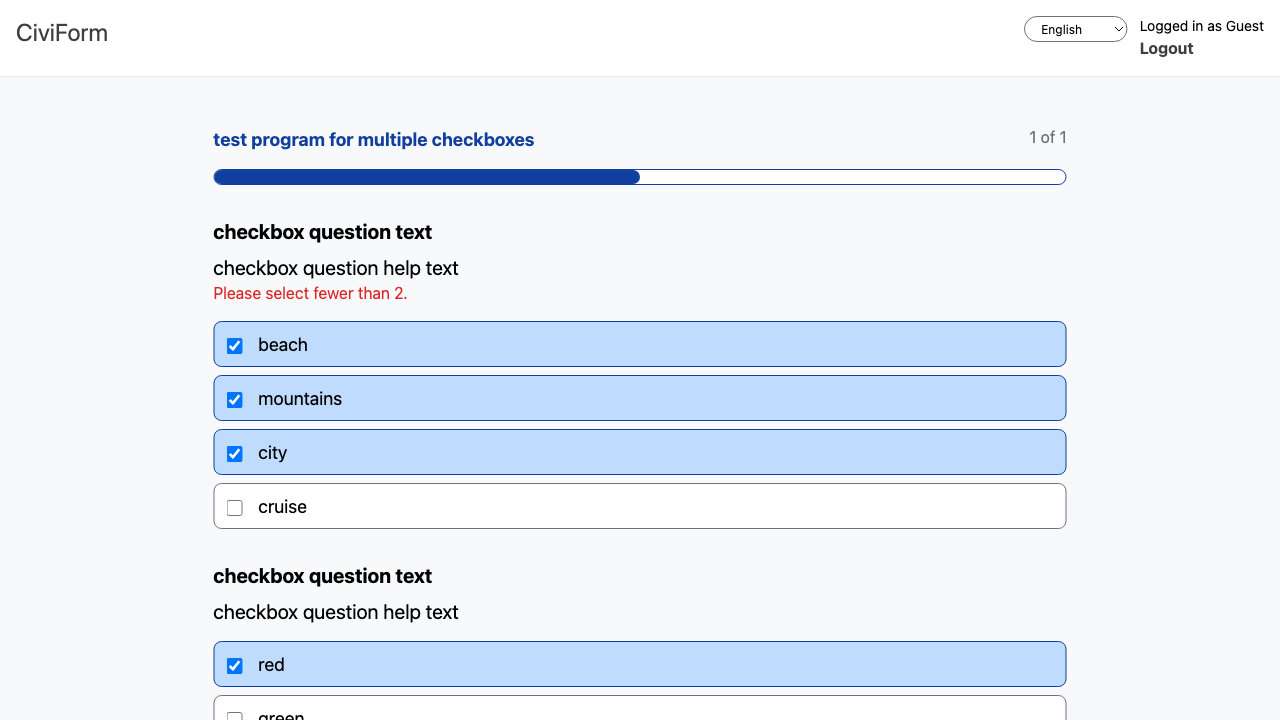 CiviForm
English
Logged in as Guest
Logout
test program for multiple checkboxes
1 of 1
checkbox question text
checkbox question help text
Please select fewer than 2.
beach
mountains
city
cruise
checkbox question text
checkbox question help text
red
green